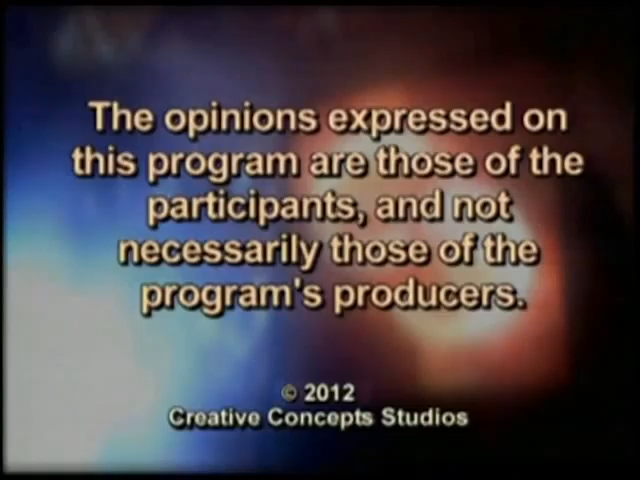 The opinions expressed on
this program are those of the
participants, and not
necessarily those of the
program's producers.
© 2012
Creative Concepts Studios